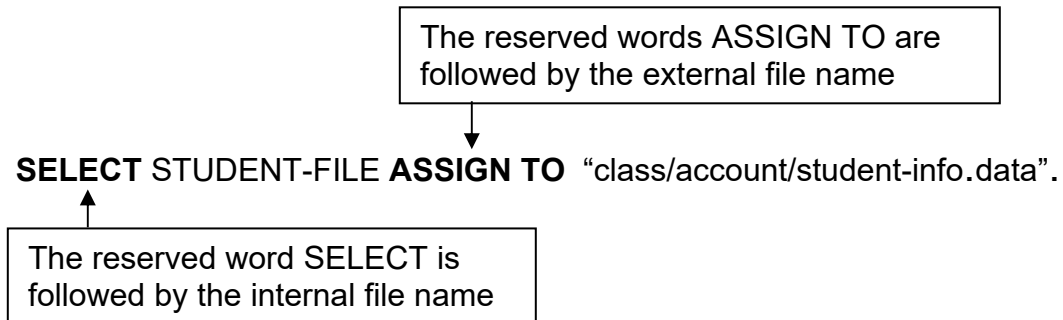 The reserved words ASSIGN TO are
followed by the external file name
SELECT STUDENT-FILE ASSIGN TO “class/account/student-info.data”.
The reserved word SELECT is
followed by the internal file name